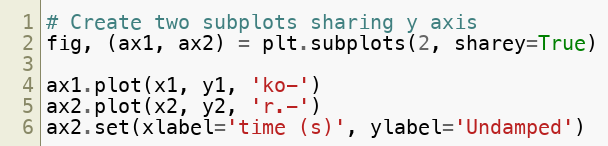 1 # Create two subplots sharing y axis
2 fig, (ax1, ax2) = plt.subplots(2, sharey=True)
3
4 ax1.plot(x1, y1, 'ko-')
5 ax2.plot(x2, y2, 'r.-')
6 ax2.set(xlabel='time (s)', ylabel='Undamped')